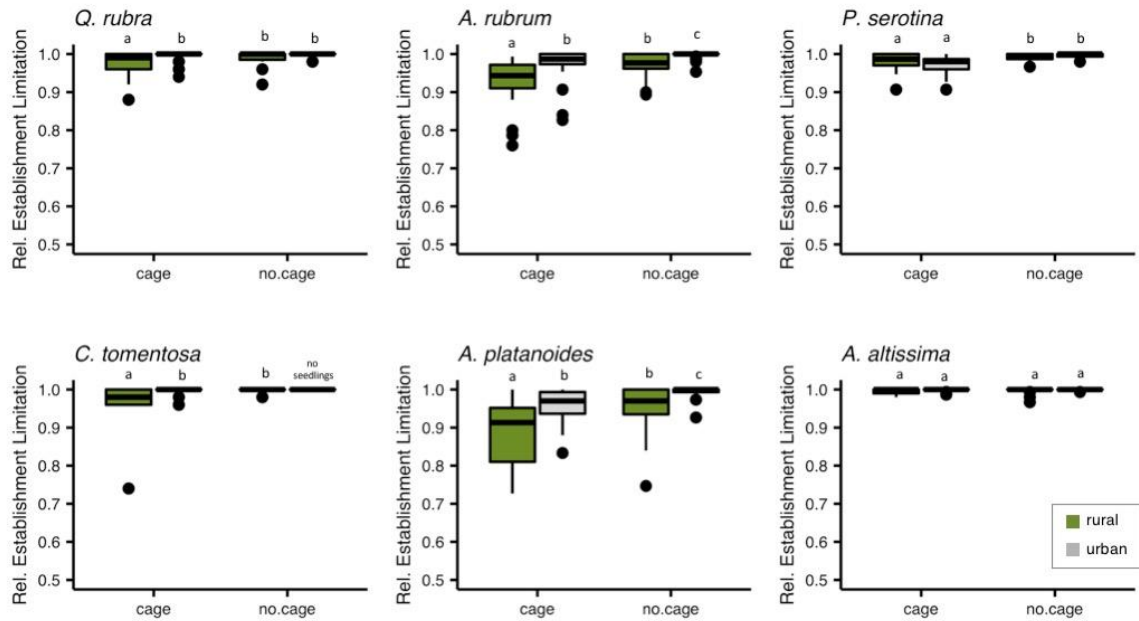 Q. rubra
Rel. Establishment Limitation
1.0
0.9
0.8
0.7
0.6
0.5
a
b
b
b
cage
no.cage
A. rubrum
Rel. Establishment Limitation
1.0
0.9
0.8
0.7
0.6
0.5
a
b
b
c
cage
no.cage
P. serotina
Rel. Establishment Limitation
1.0
0.9
0.8
0.7
0.6
0.5
a
a
b
b
cage
no.cage
C. tomentosa
Rel. Establishment Limitation
1.0
0.9
0.8
0.7
0.6
0.5
a
b
b
no
seedlings
cage
no.cage
A. platanoides
Rel. Establishment Limitation
1.0
0.9
0.8
0.7
0.6
0.5
a
b
b
c
cage
no.cage
A. altissima
Rel. Establishment Limitation
1.0
0.9
0.8
0.7
0.6
0.5
a
a
a
a
cage
no.cage
rural
urban